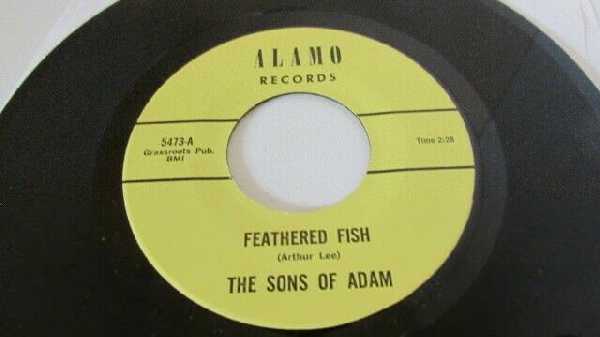 ALAMO
RECORDS
5473-A
Grassroots Pub.
BMI
Time 2:28
FEATHERED FISH
(Arthur Lee)
THE SONS OF ADAM